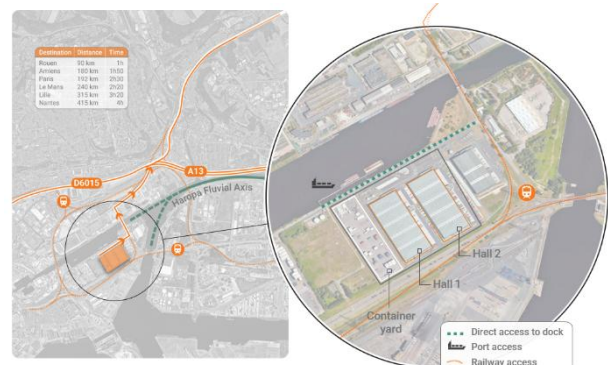 Destination Distance Time
Rouen 90 km 1h
Amiens 180 km 1h50
Paris 192 km 2h30
Le Mans 240 km 2h20
Lille 315 km 3h20
Nantes 415 km 4h
A13
D6015
Haropa Fluvial Axis
Hall 2
Hall 1
Container
yard
Direct access to dock
Port access
Railway access